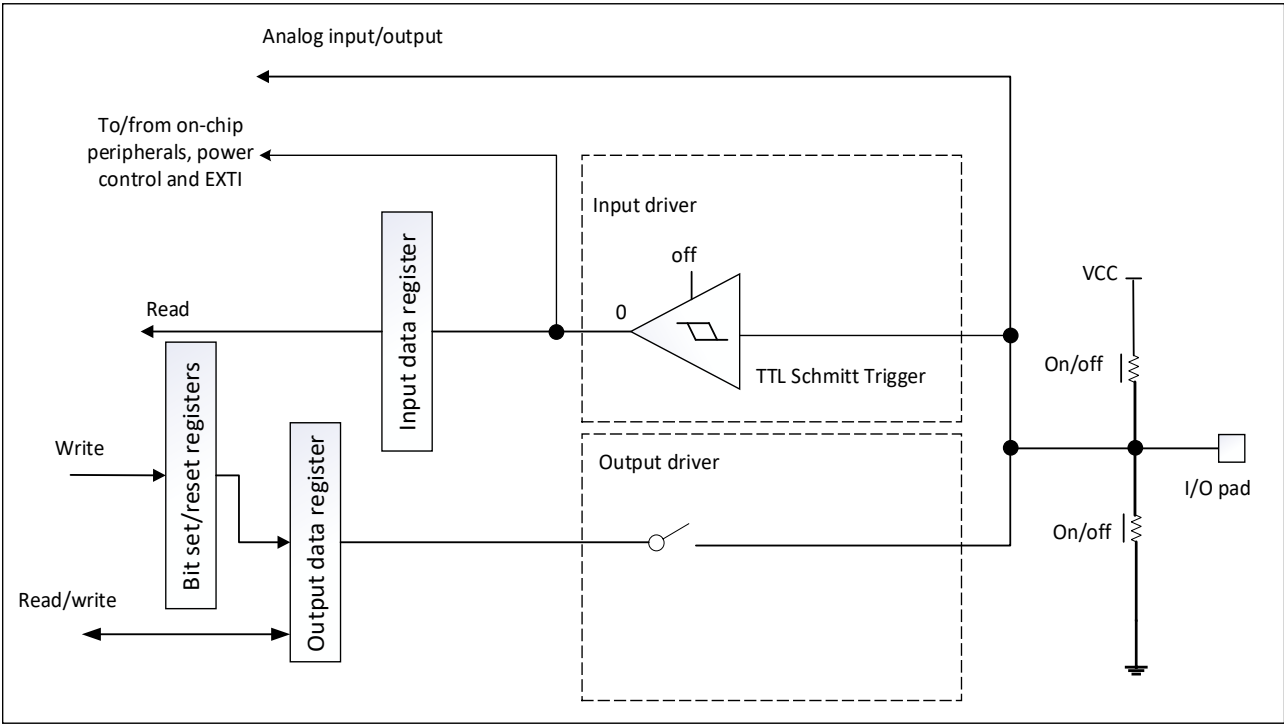 Analog input/output
To/from on-chip
peripherals, power
control and EXTI
Input driver
off
0
TTL Schmitt Trigger
VCC
On/off
Read
Input data register
Bit set/reset registers
Write
Output data register
Output driver
I/O pad
On/off
Read/write